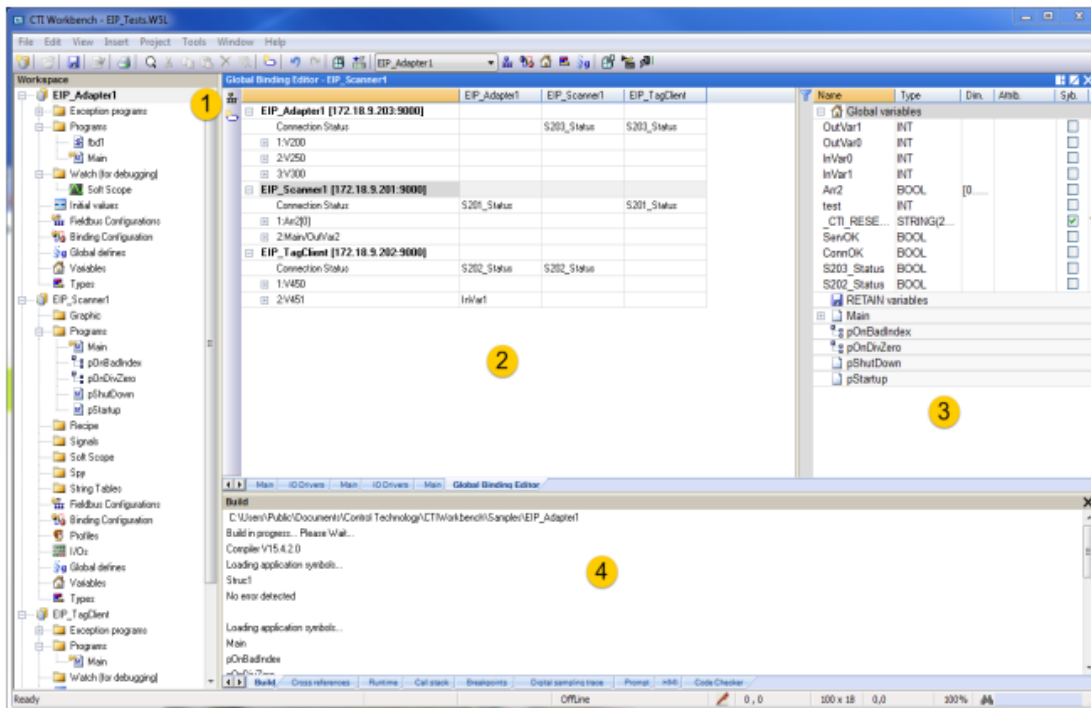 CTI Workbench - EIP_Tests.W5L
File Edit View Insert Project Tools Window Help
EIP_Adapter1
Workspace
EIP_Adapter1
Exception programs
Programs
fbd1
Main
Watch (for debugging)
Soft Scope
Initial values
Fieldbus Configurations
Binding Configuration
Global defines
Variables
Types
EIP_Scanner1
Graphic
Programs
Main
pOnBadIndex
pOnDivZero
pShutDown
pStartup
Recipe
Signals
Soft Scope
Spy
String Tables
Fieldbus Configurations
Binding Configuration
Profiles
I/Os
Global defines
Variables
Types
EIP_TagClient
Exception programs
Programs
Main
Watch (for debugging)
1
Global Binding Editor - EIP_Scanner1
EIP_Adapter1 EIP_Scanner1 EIP_TagClient
EIP_Adapter1 [172.18.9.203:9000]
Connection Status S203_Status S203_Status
1:V200
2:V250
3:V300
EIP_Scanner1 [172.18.9.201:9000]
Connection Status S201_Status S201_Status
1:Arr2[0]
2:Main/OutVar2
EIP_TagClient [172.18.9.202:9000]
Connection Status S202_Status S202_Status
1:V450
2:V451 InVar1
2
Main IO Drivers Main IO Drivers Main Global Binding Editor
Name Type Dim. Attrib. Syb.
Global variables
OutVar1 INT
OutVar0 INT
InVar0 INT
InVar1 INT
Arr2 BOOL [0.....
test INT
_CTI_RESE... STRING(2...
ServOK BOOL
ConnOK BOOL
S203_Status BOOL
S202_Status BOOL
RETAIN variables
Main
pOnBadIndex
pOnDivZero
pShutDown
pStartup
3
Build
C:\Users\Public\Documents\Control Technology\CTIWorkbench\Samples\EIP_Adapter1
Build in progress... Please Wait...
Compiler V15.4.2.0
Loading application symbols...
Struc1
No error detected
Loading application symbols...
Main
pOnBadIndex
pOnDivZero
4
Build Cross references Runtime Call stack Breakpoints Digital sampling trace Prompt HMI Code Checker
Ready Offline 0 , 0 100 x 18 0,0 100%